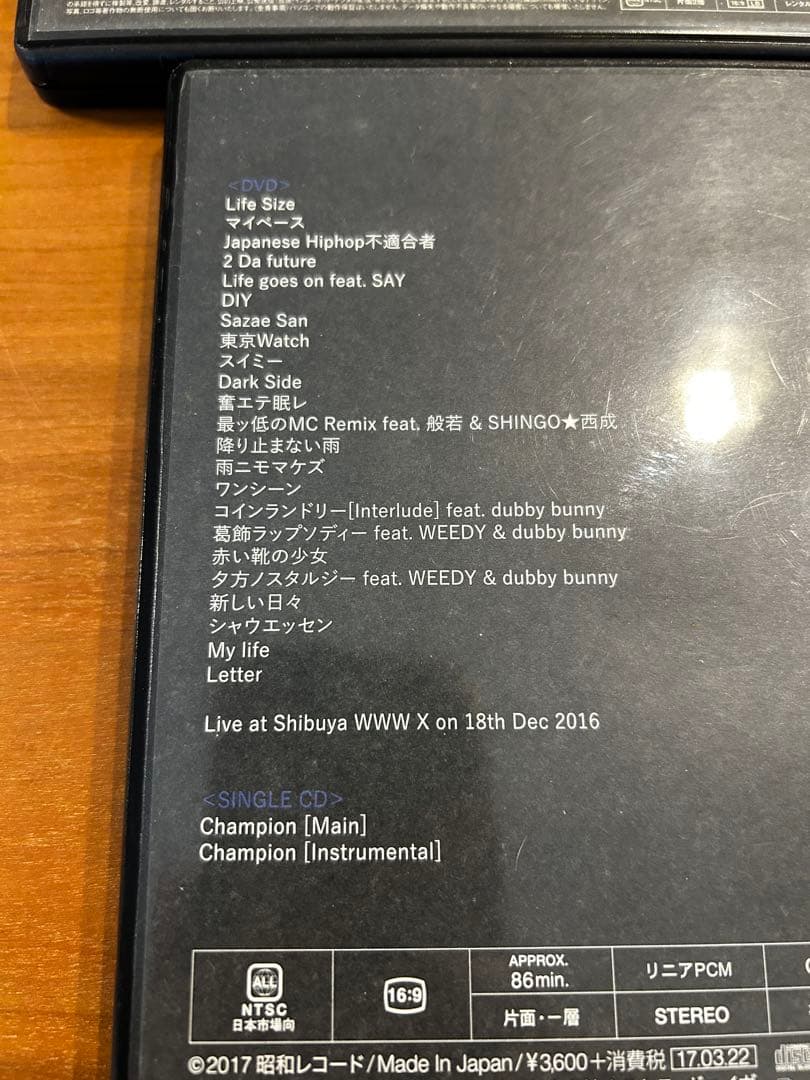 <DVD>
Life Size
マイペース
Japanese Hiphop不適合者
2 Da future
Life goes on feat. SAY
DIY
Sazae San
東京Watch
スイミー
Dark Side
奮エテ眠レ
最ッ低のMC Remix feat. 般若 & SHINGO★西成
降り止まない雨
雨ニモマケズ
ワンシーン
コインランドリー[Interlude] feat. dubby bunny
葛飾ラップソディー feat. WEEDY & dubby bunny
赤い靴の少女
夕方ノスタルジー feat. WEEDY & dubby bunny
新しい日々
シャウエッセン
My life
Letter
Live at Shibuya WWW X on 18th Dec 2016
<SINGLE CD>
Champion [Main]
Champion [Instrumental]
ALL
NTSC
日本市場向
16:9
APPROX.
86min.
リニアPCM
片面・一層
STEREO
©2017 昭和レコード/Made In Japan/¥3,600+消費税 17.03.22